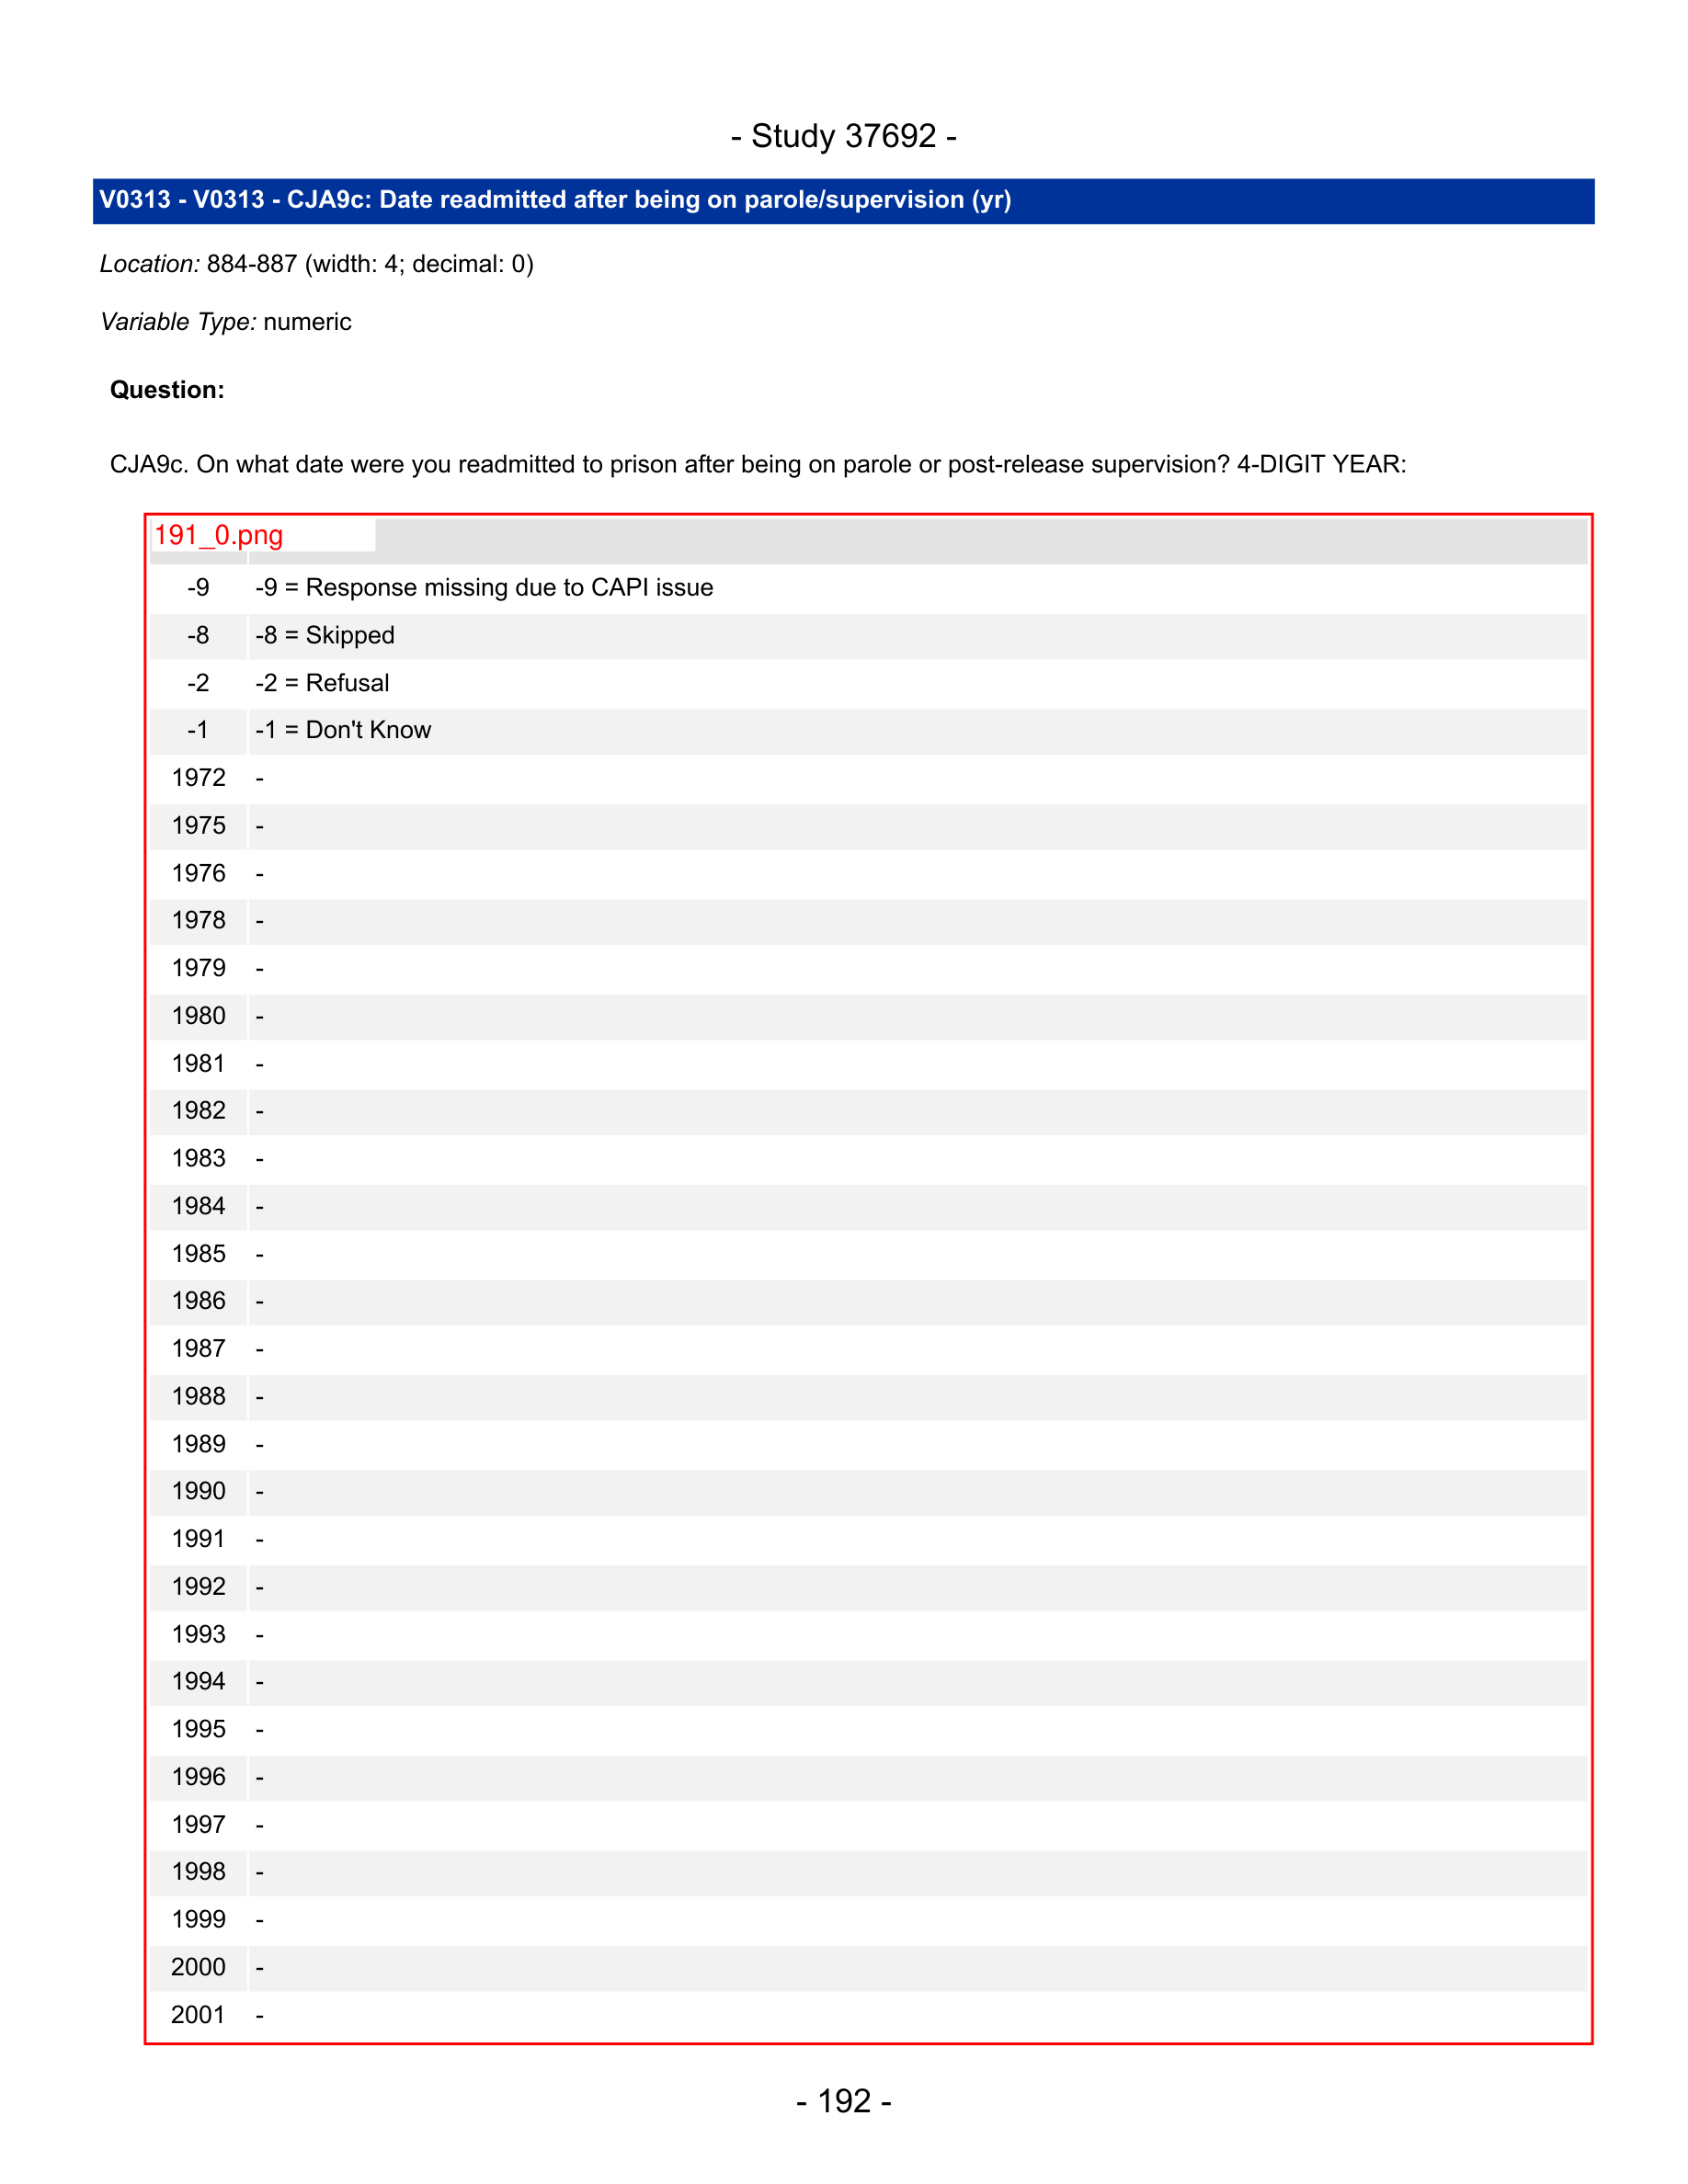 - Study 37692 -
V0313 - V0313 - CJA9c: Date readmitted after being on parole/supervision (yr)
Location: 884-887 (width: 4; decimal: 0)
Variable Type: numeric
Question:
CJA9c. On what date were you readmitted to prison after being on parole or post-release supervision? 4-DIGIT YEAR:
191_0.png
-9 -9 = Response missing due to CAPI issue
-8 -8 = Skipped
-2 -2 = Refusal
-1 -1 = Don't Know
1972 -
1975 -
1976 -
1978 -
1979 -
1980 -
1981 -
1982 -
1983 -
1984 -
1985 -
1986 -
1987 -
1988 -
1989 -
1990 -
1991 -
1992 -
1993 -
1994 -
1995 -
1996 -
1997 -
1998 -
1999 -
2000 -
2001 -
- 192 -